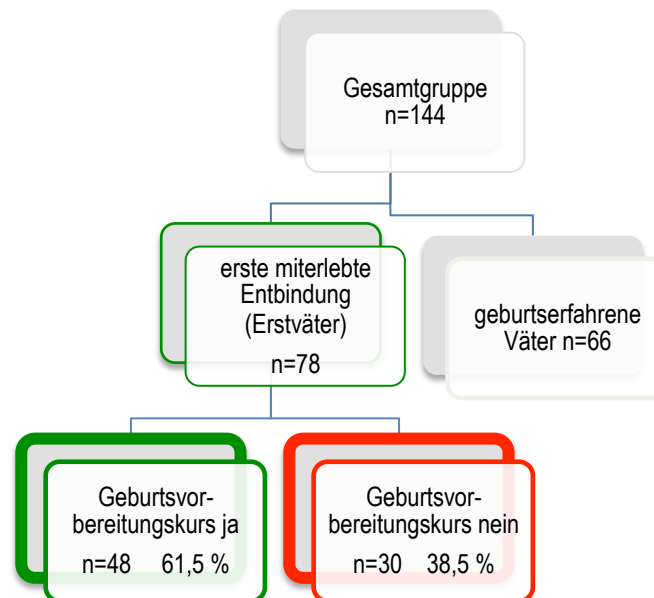 Gesamtgruppe
n=144
erste miterlebte
Entbindung
(Erstväter)
n=78
geburtserfahrene
Väter n=66
Geburtsvor-
bereitungskurs ja
n=48 61,5 %
Geburtsvor-
bereitungskurs nein
n=30 38,5 %